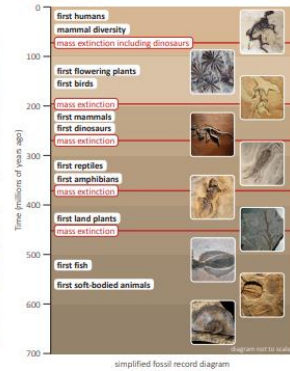 0
first humans
mammal diversity
mass extinction including dinosaurs
100
first flowering plants
first birds
200
mass extinction
first mammals
first dinosaurs
mass extinction
300
first reptiles
first amphibians
mass extinction
400
first land plants
mass extinction
500
first fish
first soft-bodied animals
600
700
Time (millions of years ago)
diagram not to scale
simplified fossil record diagram